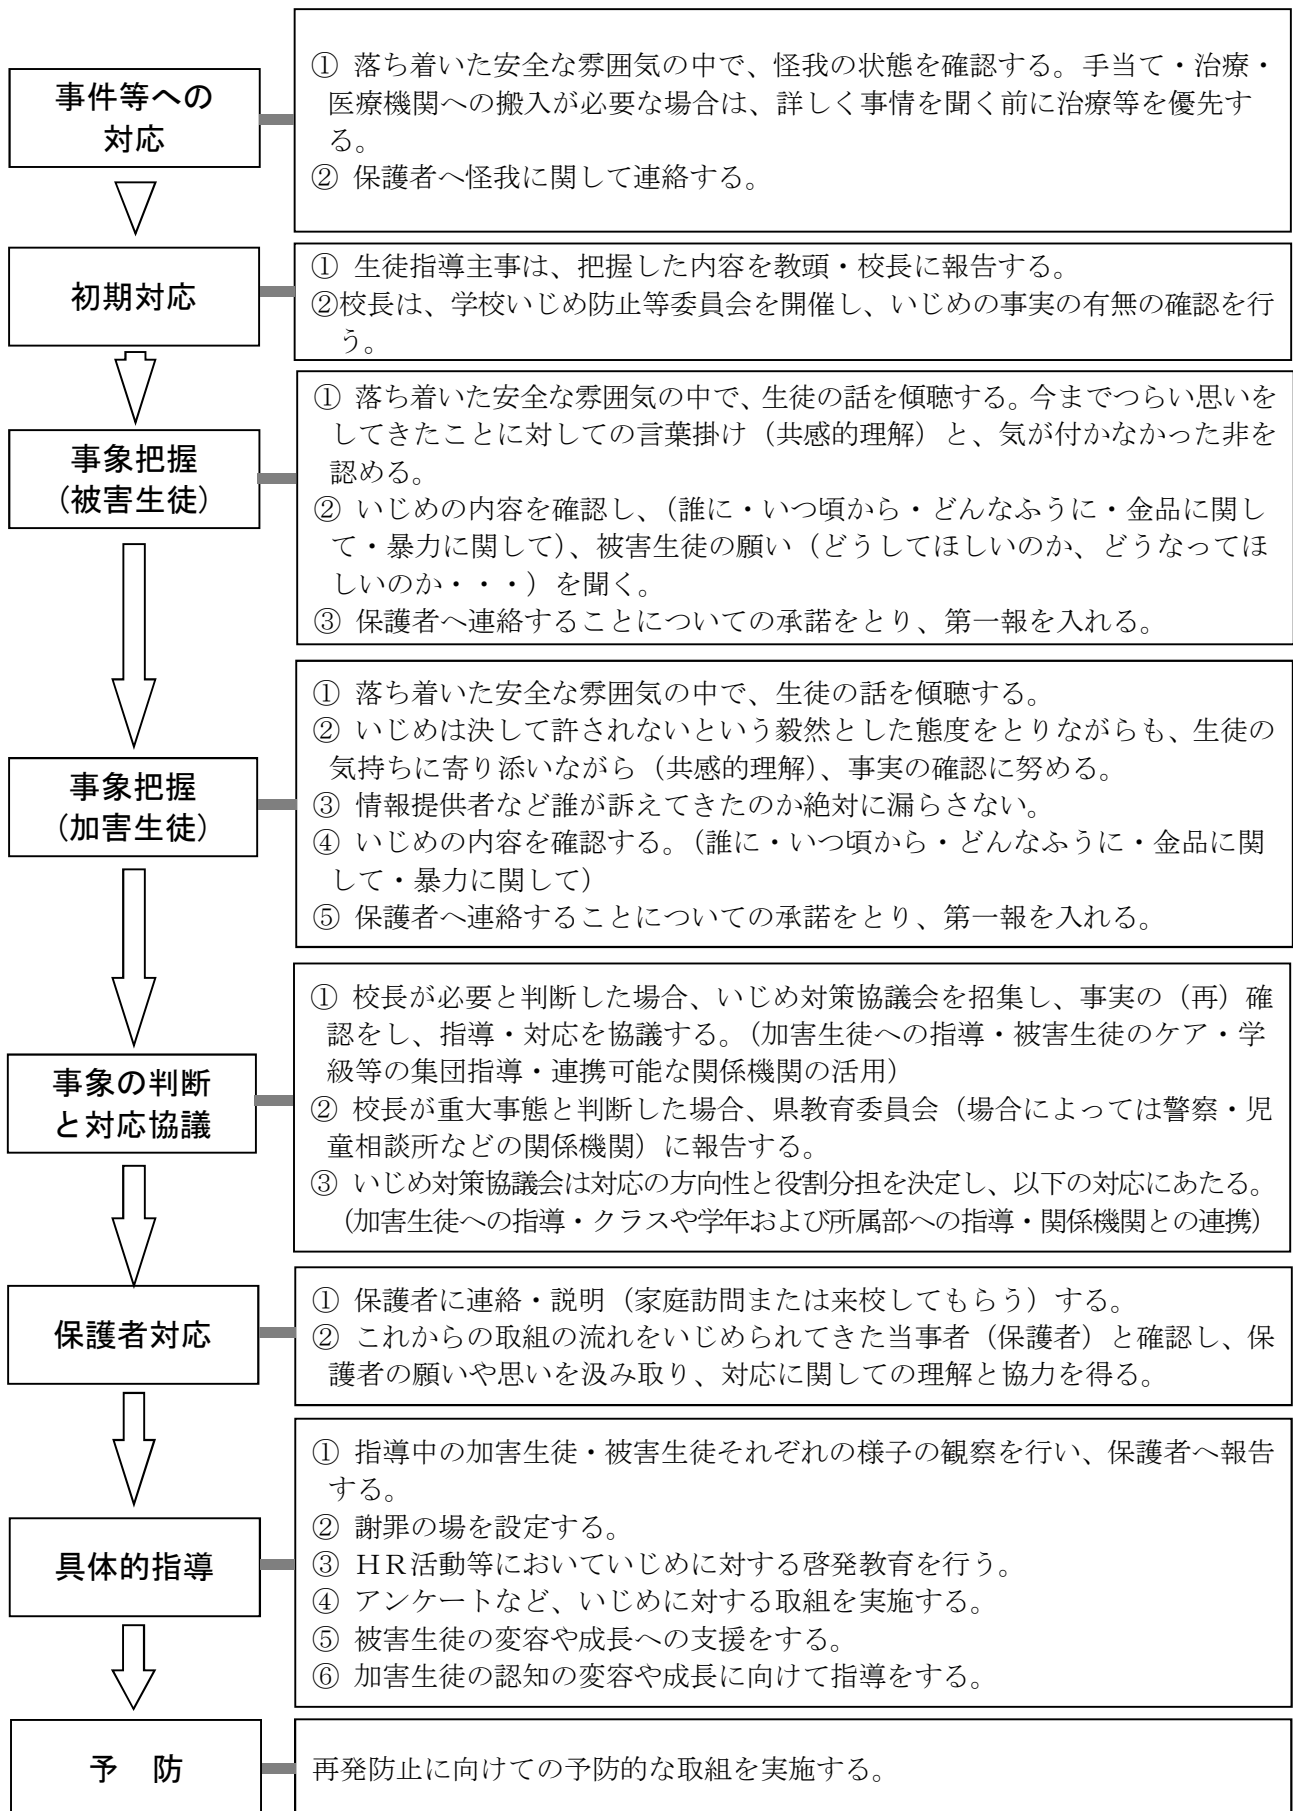 事件等への
対応
① 落ち着いた安全な雰囲気の中で、怪我の状態を確認する。手当て・治療・
医療機関への搬入が必要な場合は、詳しく事情を聞く前に治療等を優先す
る。
② 保護者へ怪我に関して連絡する。
初期対応
① 生徒指導主事は、把握した内容を教頭・校長に報告する。
②校長は、学校いじめ防止等委員会を開催し、いじめの事実の有無の確認を行
う。
事象把握
(被害生徒)
① 落ち着いた安全な雰囲気の中で、生徒の話を傾聴する。今までつらい思いを
してきたことに対しての言葉掛け（共感的理解）と、気が付かなかった非を
認める。
② いじめの内容を確認し、（誰に・いつ頃から・どんなふうに・金品に関し
て・暴力に関して）、被害生徒の願い（どうしてほしいのか、どうなってほ
しいのか・・・）を聞く。
③ 保護者へ連絡することについての承諾をとり、第一報を入れる。
事象把握
(加害生徒)
① 落ち着いた安全な雰囲気の中で、生徒の話を傾聴する。
② いじめは決して許されないという毅然とした態度をとりながらも、生徒の
気持ちに寄り添いながら（共感的理解）、事実の確認に努める。
③ 情報提供者など誰が訴えてきたのか絶対に漏らさない。
④ いじめの内容を確認する。（誰に・いつ頃から・どんなふうに・金品に関
して・暴力に関して）
⑤ 保護者へ連絡することについての承諾をとり、第一報を入れる。
事象の判断
と対応協議
① 校長が必要と判断した場合、いじめ対策協議会を招集し、事実の（再）確
認をし、指導・対応を協議する。（加害生徒への指導・被害生徒のケア・学
級等の集団指導・連携可能な関係機関の活用）
② 校長が重大事態と判断した場合、県教育委員会（場合によっては警察・児
童相談所などの関係機関）に報告する。
③ いじめ対策協議会は対応の方向性と役割分担を決定し、以下の対応にあたる。
（加害生徒への指導・クラスや学年および所属部への指導・関係機関との連携）
保護者対応
① 保護者に連絡・説明（家庭訪問または来校してもらう）する。
② これからの取組の流れをいじめられてきた当事者（保護者）と確認し、保
護者の願いや思いを汲み取り、対応に関しての理解と協力を得る。
具体的指導
① 指導中の加害生徒・被害生徒それぞれの様子の観察を行い、保護者へ報告
する。
② 謝罪の場を設定する。
③ ＨＲ活動等においていじめに対する啓発教育を行う。
④ アンケートなど、いじめに対する取組を実施する。
⑤ 被害生徒の変容や成長への支援をする。
⑥ 加害生徒の認知の変容や成長に向けて指導をする。
予　防
再発防止に向けての予防的な取組を実施する。